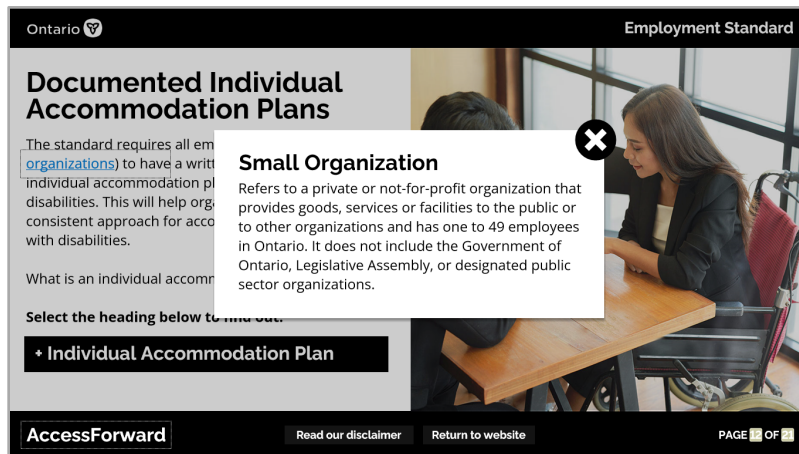 Ontario
Employment Standard
Documented Individual
Accommodation Plans
The standard requires all em
organizations) to have a writt
individual accommodation pl
disabilities. This will help orga
consistent approach for acco
with disabilities.
What is an individual accomm
Select the heading below to find out.
+ Individual Accommodation Plan
Small Organization
Refers to a private or not-for-profit organization that
provides goods, services or facilities to the public or
to other organizations and has one to 49 employees
in Ontario. It does not include the Government of
Ontario, Legislative Assembly, or designated public
sector organizations.
AccessForward
Read our disclaimer
Return to website
PAGE 12 OF 21